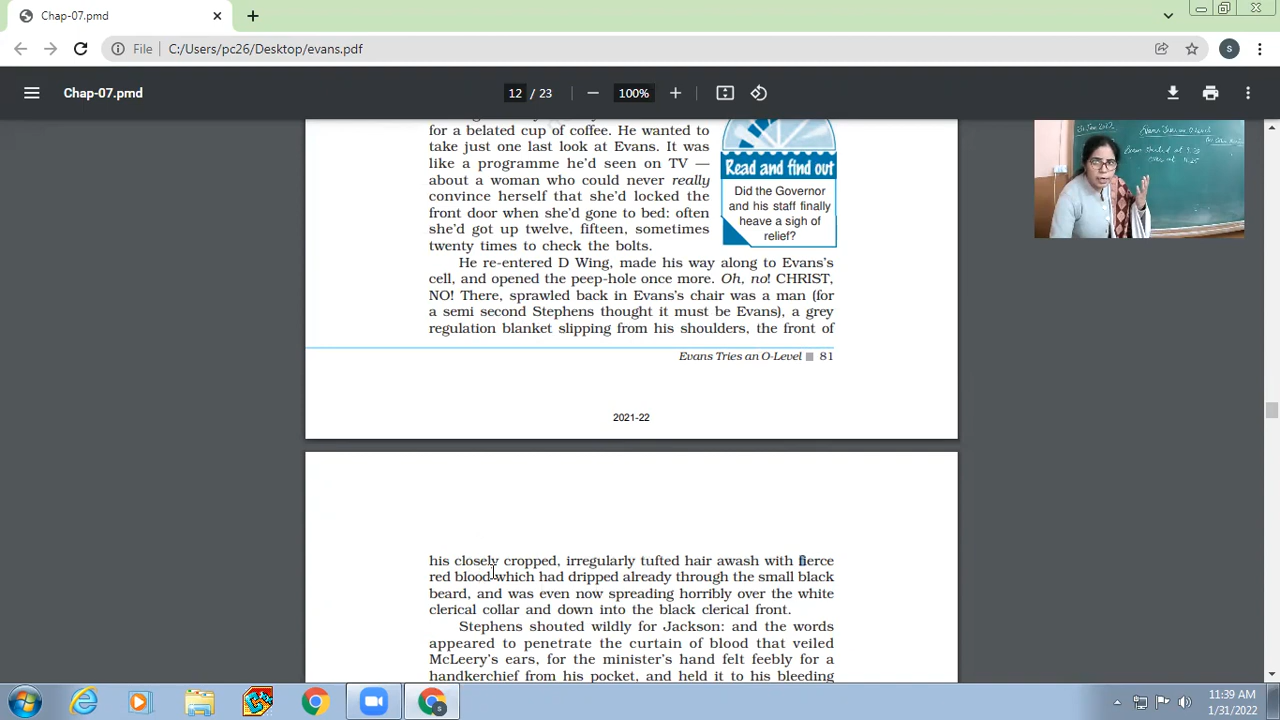 Chap-07.pmd
File C:/Users/pc26/Desktop/evans.pdf
S
Chap-07.pmd
12 / 23
100%
for a belated cup of coffee. He wanted to
take just one last look at Evans. It was
like a programme he'd seen on TV —
about a woman who could never really
convince herself that she'd locked the
front door when she'd gone to bed: often
she'd got up twelve, fifteen, sometimes
twenty times to check the bolts.
Read and find out
Did the Governor
and his staff finally
heave a sigh of
relief?
He re-entered D Wing, made his way along to Evans's
cell, and opened the peep-hole once more. Oh, no! CHRIST,
NO! There, sprawled back in Evans's chair was a man (for
a semi second Stephens thought it must be Evans), a grey
regulation blanket slipping from his shoulders, the front of
Evans Tries an O-Level 81
2021-22
his closely cropped, irregularly tufted hair awash with fierce
red blood which had dripped already through the small black
beard, and was even now spreading horribly over the white
clerical collar and down into the black clerical front.
Stephens shouted wildly for Jackson: and the words
appeared to penetrate the curtain of blood that veiled
McLeery's ears, for the minister's hand felt feebly for a
handkerchief from his pocket, and held it to his bleeding
11:39 AM
1/31/2022